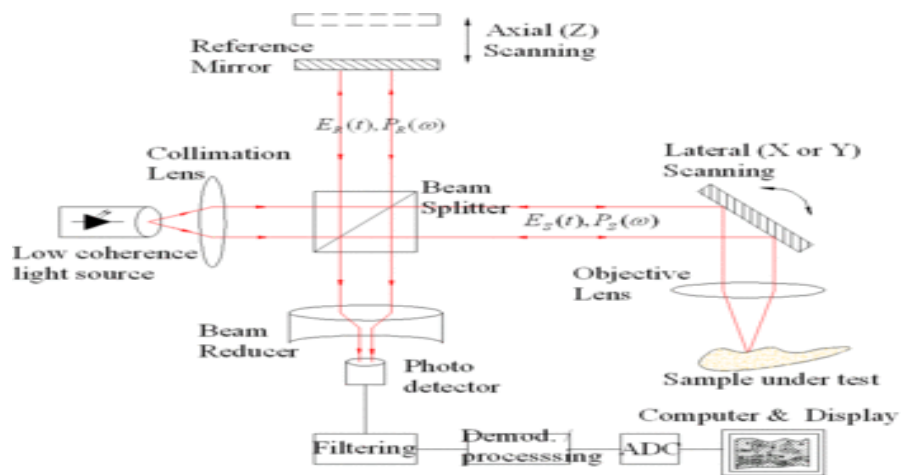 Axial (Z)
Scanning
Reference
Mirror
E_R(t), P_R(ω)
Collimation
Lens
Lateral (X or Y)
Scanning
Beam
Splitter
E_S(t), P_S(ω)
Low coherence
light source
Objective
Lens
Beam
Reducer
Photo
detector
Sample under test
Computer & Display
Filtering
Demod. /
processsing
ADC